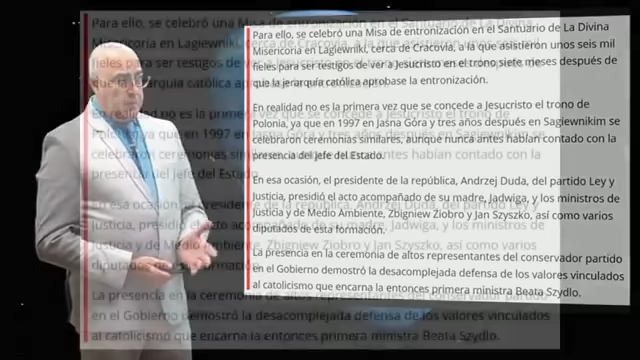 Para ello, se celebró una Misa de entronización en el Santuario de La Divina
Misericoria en Lagiewniki, cerca de Cracovia, a la que asistieron unos seis mil
fieles para ser testigos de ver a Jesucristo en el trono siete meses después de
que la jerarquía católica aprobase la entronización.
En realidad no es la primera vez que se concede a Jesucristo el trono de
Polonia, ya que en 1997 en Jasna Góra y tres años después en Sagiewnikim se
celebraron ceremonias similares, aunque nunca antes habían contado con la
presencia del Jefe del Estado.
En esa ocasión, el presidente de la república, Andrzej Duda, del partido Ley y
Justicia, presidió el acto acompañado de su madre, Jadwiga, y los ministros de
Justicia y de Medio Ambiente, Zbigniew Ziobro y Jan Szyszko, así como varios
diputados de esta formación.
La presencia en la ceremonia de altos representantes del conservador partido
en el Gobierno demostró la desacomplejada defensa de los valores vinculados
al catolicismo que encarna la entonces primera ministra Beata Szydlo.